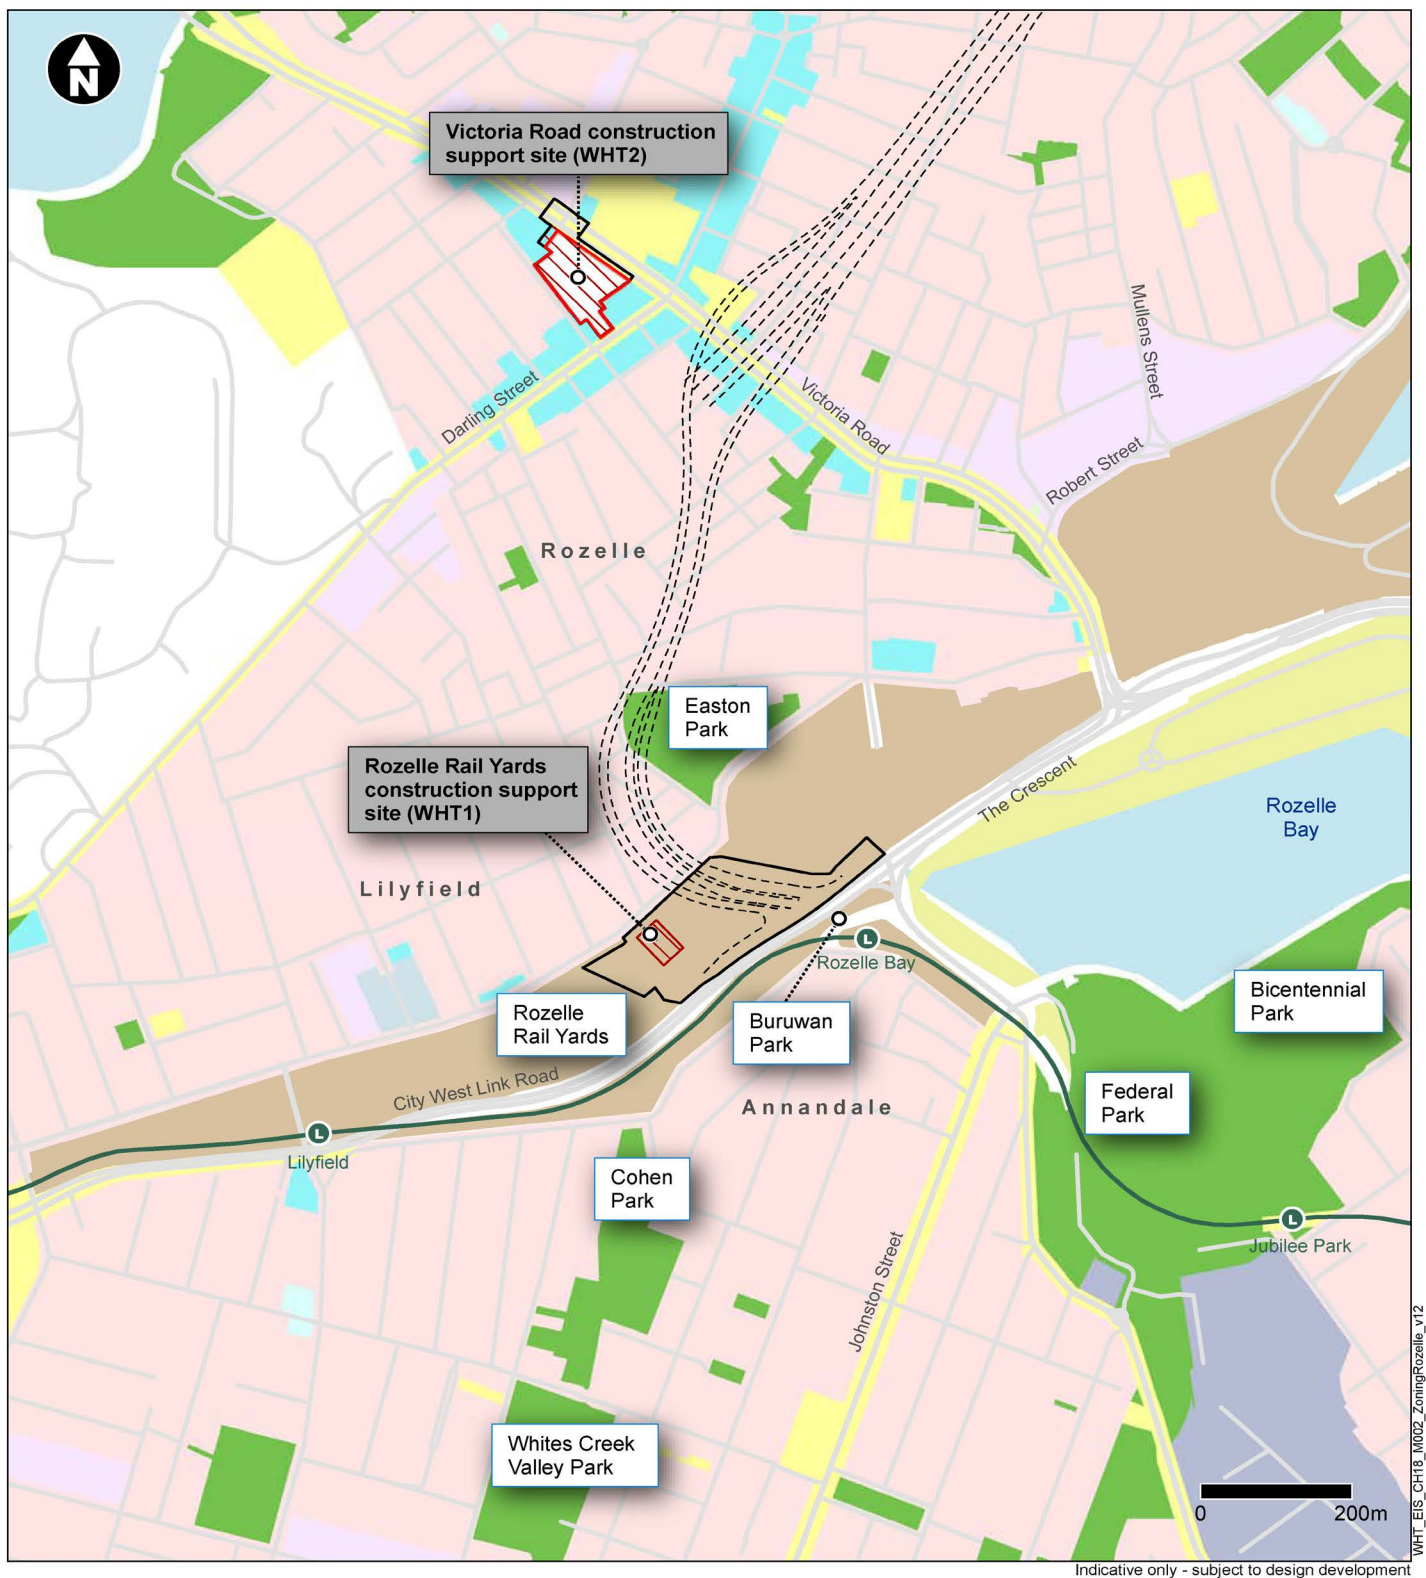 N
Victoria Road construction
support site (WHT2)
Mullens Street
Darling Street
Victoria Road
Robert Street
Rozelle
Easton
Park
Rozelle Rail Yards
construction support
site (WHT1)
The Crescent
Rozelle
Bay
Lilyfield
L
Rozelle Bay
Bicentennial
Park
Rozelle
Rail Yards
Buruwan
Park
City West Link Road
Federal
Park
Annandale
L
Lilyfield
Cohen
Park
L
Jubilee Park
Johnston Street
Whites Creek
Valley Park
0 200m
WHT_EIS_CH18_M002_ZoningRozelle_v12
Indicative only - subject to design development